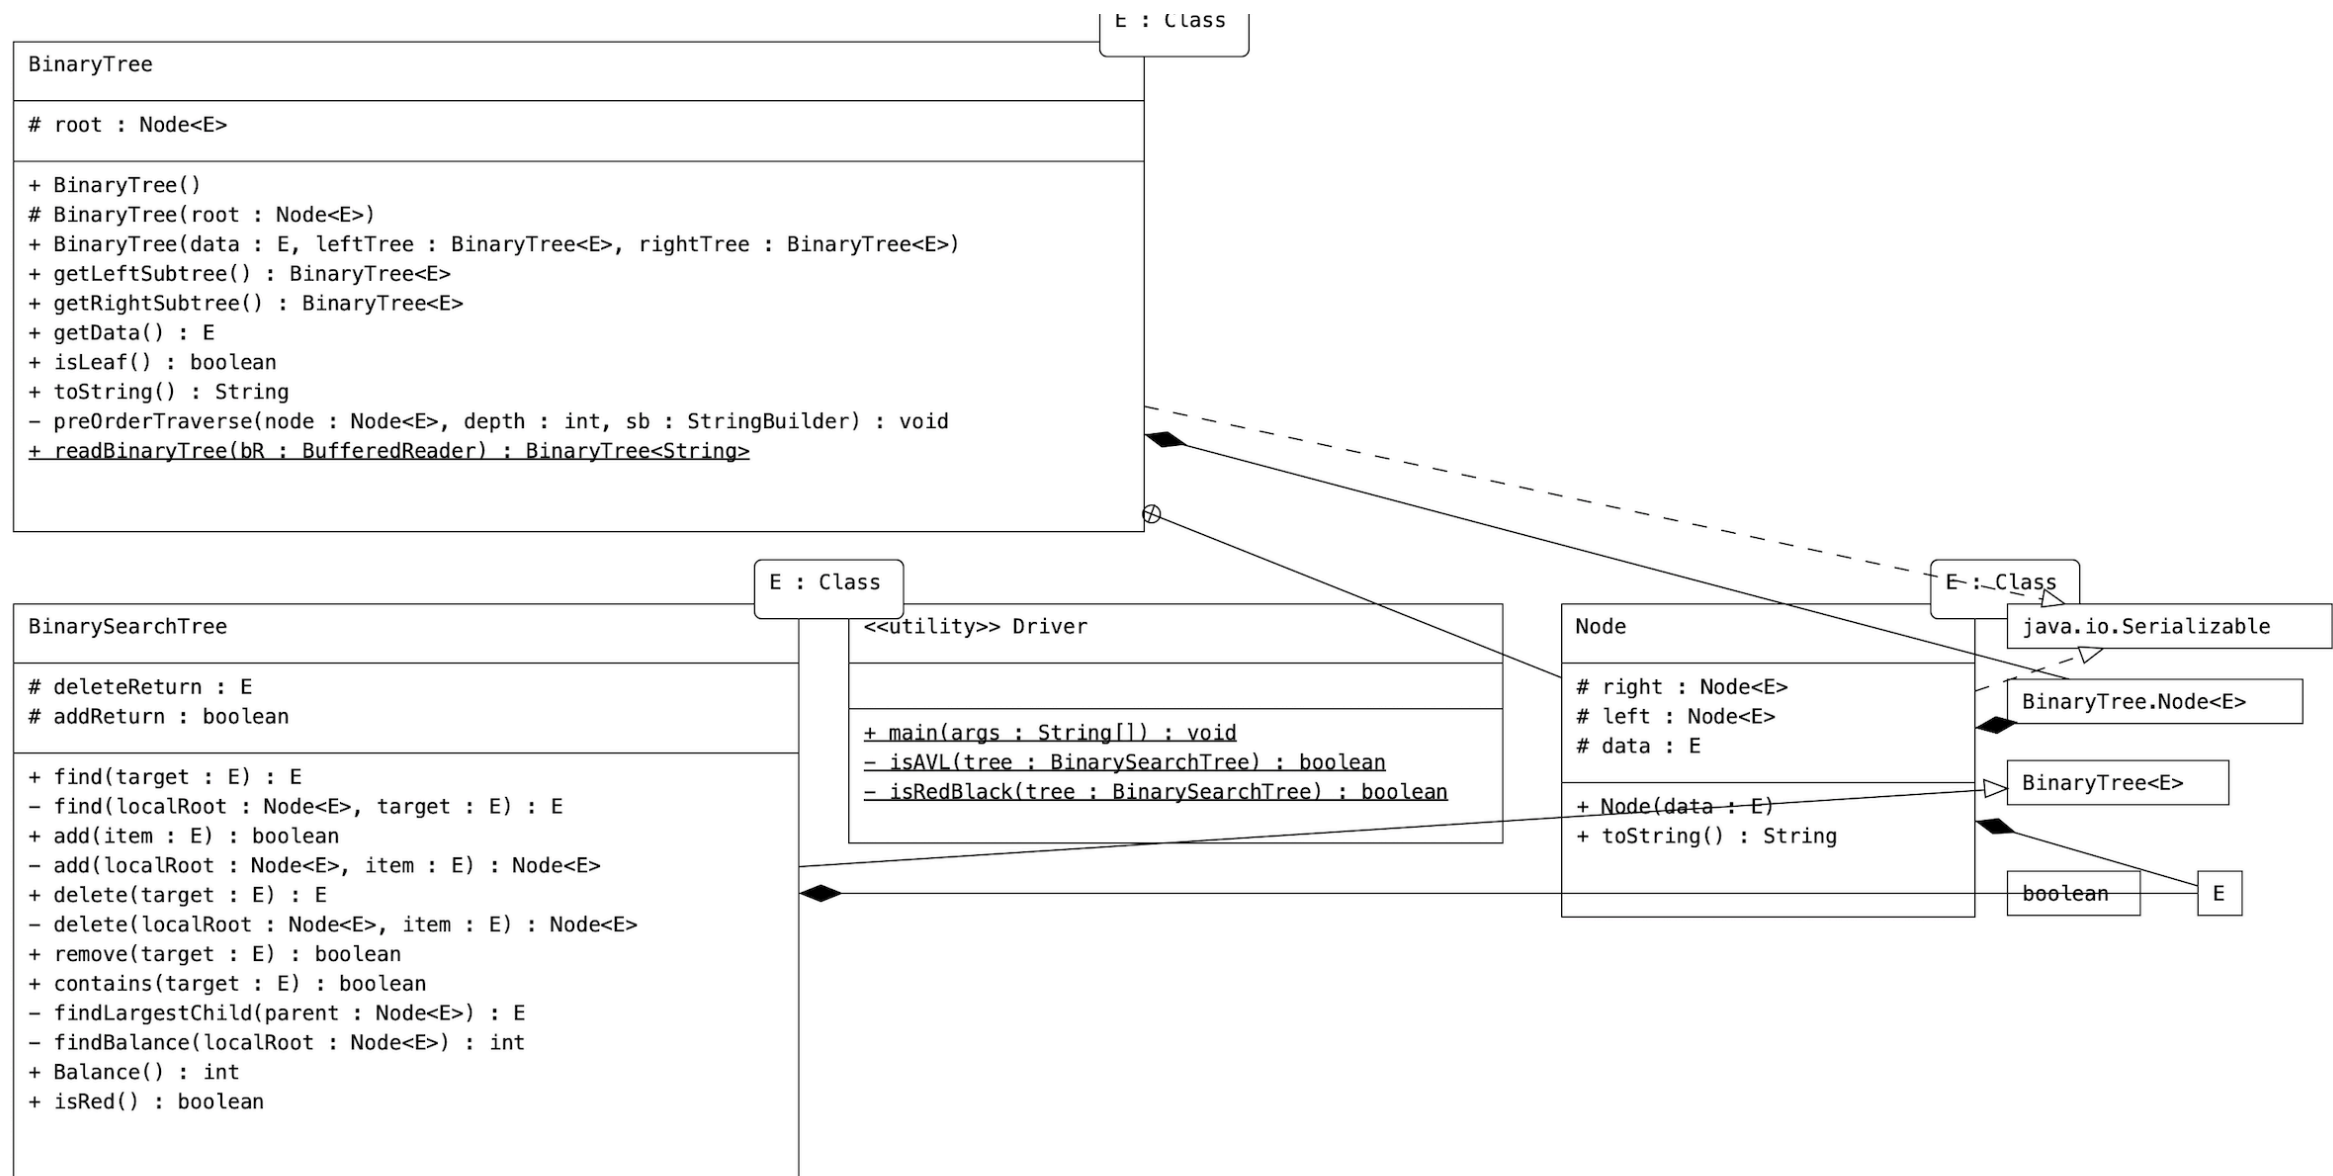 E : Class
BinaryTree
# root : Node<E>
+ BinaryTree()
# BinaryTree(root : Node<E>)
+ BinaryTree(data : E, leftTree : BinaryTree<E>, rightTree : BinaryTree<E>)
+ getLeftSubtree() : BinaryTree<E>
+ getRightSubtree() : BinaryTree<E>
+ getData() : E
+ isLeaf() : boolean
+ toString() : String
− preOrderTraverse(node : Node<E>, depth : int, sb : StringBuilder) : void
+ readBinaryTree(bR : BufferedReader) : BinaryTree<String>
E : Class
BinarySearchTree
# deleteReturn : E
# addReturn : boolean
+ find(target : E) : E
− find(localRoot : Node<E>, target : E) : E
+ add(item : E) : boolean
− add(localRoot : Node<E>, item : E) : Node<E>
+ delete(target : E) : E
− delete(localRoot : Node<E>, item : E) : Node<E>
+ remove(target : E) : boolean
+ contains(target : E) : boolean
− findLargestChild(parent : Node<E>) : E
− findBalance(localRoot : Node<E>) : int
+ Balance() : int
+ isRed() : boolean
<<utility>> Driver
+ main(args : String[]) : void
− isAVL(tree : BinarySearchTree) : boolean
− isRedBlack(tree : BinarySearchTree) : boolean
E : Class
Node
# right : Node<E>
# left : Node<E>
# data : E
+ Node(data : E)
+ toString() : String
java.io.Serializable
BinaryTree.Node<E>
BinaryTree<E>
boolean
E